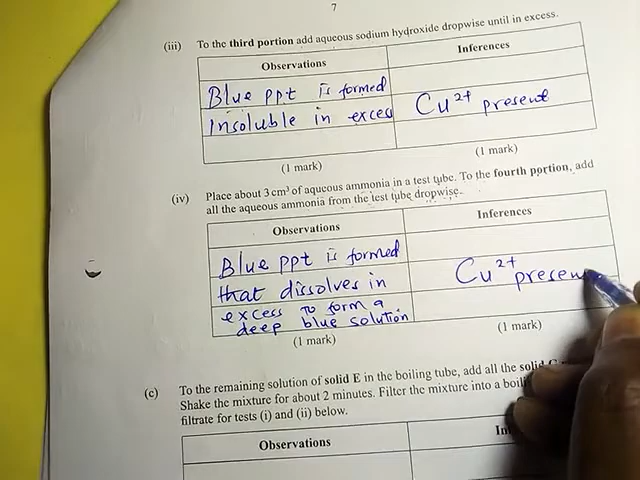 7
(iii) To the third portion add aqueous sodium hydroxide dropwise until in excess.
Observations Inferences
Blue ppt is formed
Insoluble in excess Cu2+ present
(1 mark) (1 mark)
(iv) Place about 3 cm3 of aqueous ammonia in a test tube. To the fourth portion, add
all the aqueous ammonia from the test tube dropwise.
Observations Inferences
Blue ppt is formed
that dissolves in Cu2+ presen
excess to form a
deep blue solution
(1 mark) (1 mark)
(c) To the remaining solution of solid E in the boiling tube, add all the solid
Shake the mixture for about 2 minutes. Filter the mixture into a
filtrate for tests (i) and (ii) below.
Observations